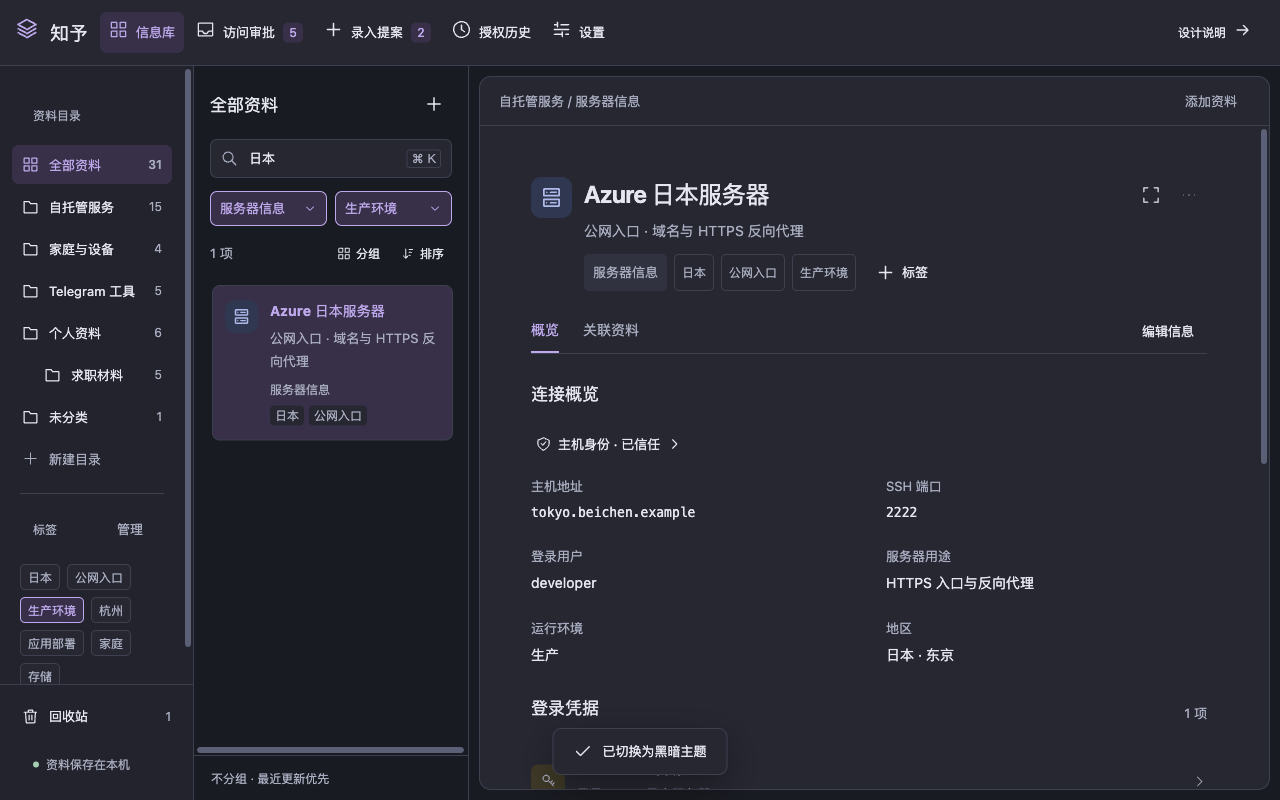 知予
信息库
访问审批 5
录入提案 2
授权历史
设置
设计说明
资料目录
全部资料 31
自托管服务 15
家庭与设备 4
Telegram 工具 5
个人资料 6
求职材料 5
未分类 1
新建目录
标签 管理
日本 公网入口
生产环境 杭州
应用部署 家庭
存储
回收站 1
资料保存在本机
全部资料
日本 ⌘ K
服务器信息 生产环境
1 项 分组 排序
Azure 日本服务器
公网入口 · 域名与 HTTPS 反
向代理
服务器信息
日本 公网入口
不分组 · 最近更新优先
自托管服务 / 服务器信息 添加资料
Azure 日本服务器
公网入口 · 域名与 HTTPS 反向代理
服务器信息 日本 公网入口 生产环境 标签
概览 关联资料 编辑信息
连接概览
主机身份 · 已信任
主机地址 SSH 端口
tokyo.beichen.example 2222
登录用户 服务器用途
developer HTTPS 入口与反向代理
运行环境 地区
生产 日本 · 东京
登录凭据 1 项
已切换为黑暗主题